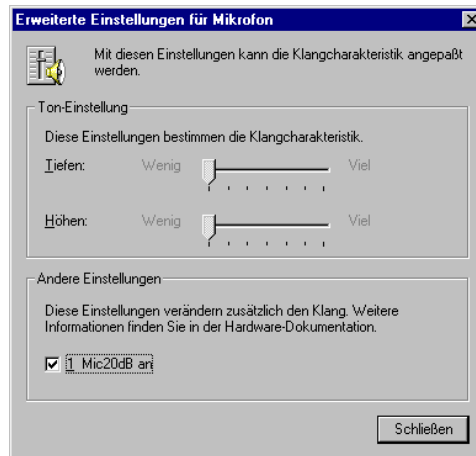 Erweiterte Einstellungen für Mikrofon
Mit diesen Einstellungen kann die Klangcharakteristik angepaßt
werden.
Ton-Einstellung
Diese Einstellungen bestimmen die Klangcharakteristik.
Tiefen: Wenig Viel
Höhen: Wenig Viel
Andere Einstellungen
Diese Einstellungen verändern zusätzlich den Klang. Weitere
Informationen finden Sie in der Hardware-Dokumentation.
1 Mic20dB an
Schließen